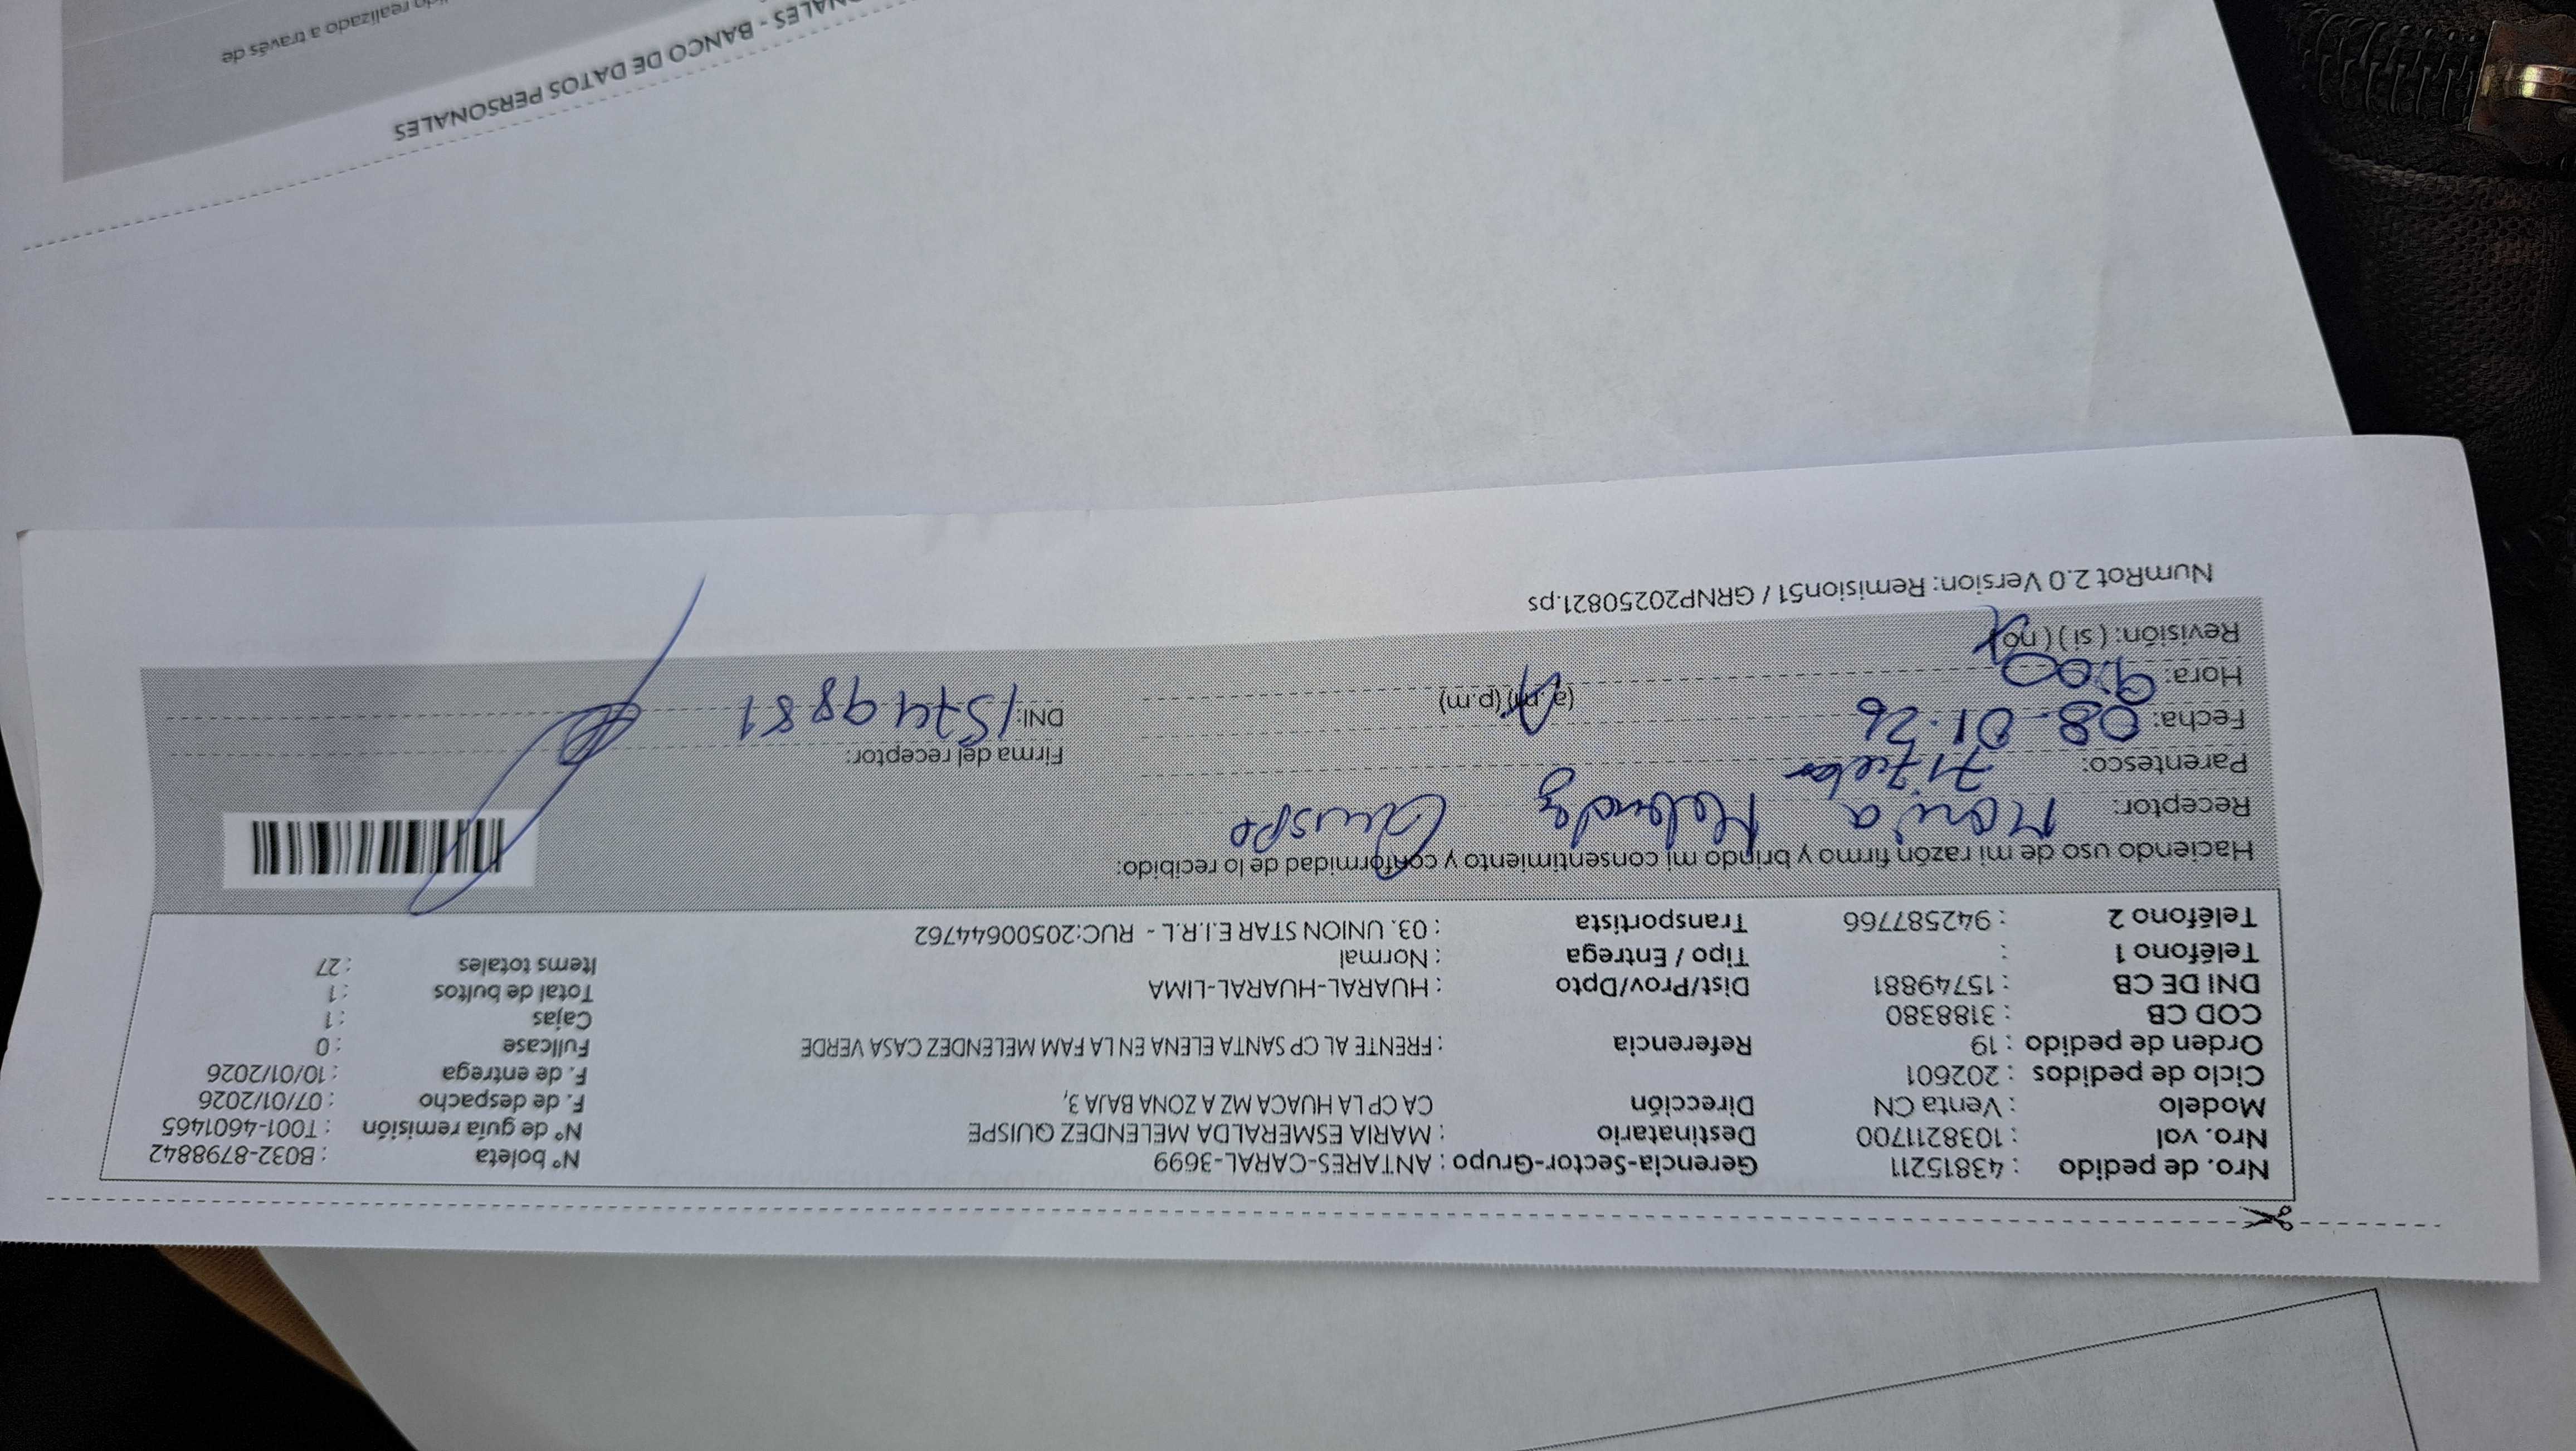 Nro. de pedido : 43815211 Gerencia-Sector-Grupo : ANTARES-CARAL-3699 N° boleta : B032-8798842
Nro. vol : 1038211700 Destinatario : MARIA ESMERALDA MELENDEZ QUISPE N° de guía remisión : T001-4601465
Modelo : Venta CN Dirección CA CP LA HUACA MZ A ZONA BAJA 3, F. de despacho : 07/01/2026
Ciclo de pedidos : 202601 F. de entrega : 10/01/2026
Orden de pedido : 19 Referencia : FRENTE AL CP SANTA ELENA EN LA FAM MELENDEZ CASA VERDE Fullcase : 0
COD CB : 3188380 Cajas : 1
DNI DE CB : 15749881 Dist/Prov/Dpto : HUARAL-HUARAL-LIMA Total de bultos : 1
Teléfono 1 : Tipo / Entrega : Normal Items totales : 27
Teléfono 2 : 942587766 Transportista : 03. UNION STAR E.I.R.L - RUC:20500644762
Haciendo uso de mi razón firmo y brindo mi consentimiento y conformidad de lo recibido:
Receptor: Maria Melendez Quispe
Parentesco: Firma del receptor:
Fecha: 08.01.26 DNI: 15749881
Hora: 9:00 (a.m) (p.m)
Revisión: ( si ) ( no )
NumRot 2.0 Version: Remision51 / GRNP20250821.ps
NALES - BANCO DE DATOS PERSONALES
realizado a través de